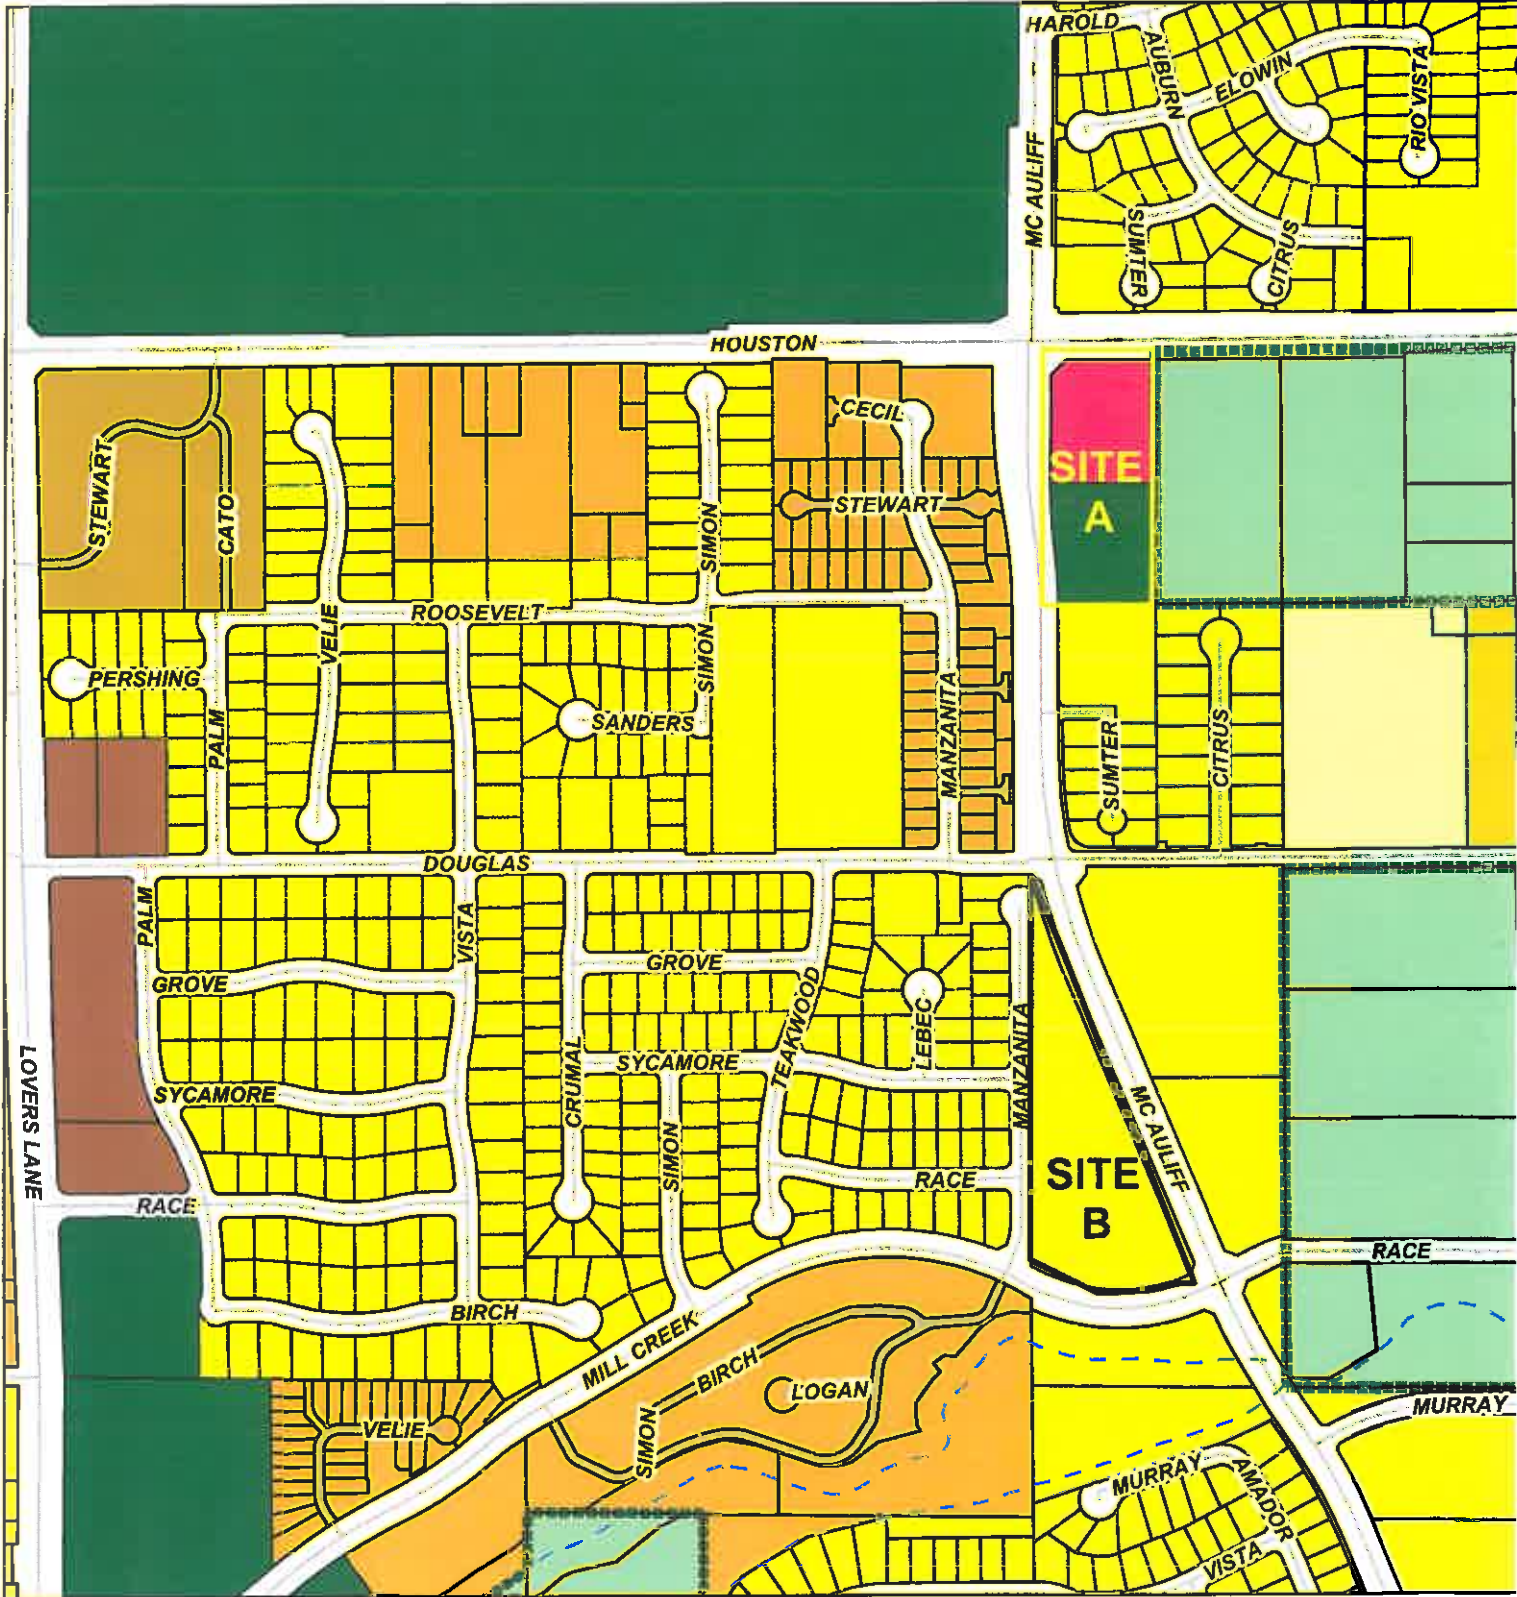 HAROLD
AUBURN
ELOWIN
RIO VISTA
MC AULIFF
SUMTER
CITRUS
HOUSTON
STEWART
CATO
CECIL
STEWART
SIMON
SITE
A
ROOSEVELT
VELIE
SIMON
PERSHING
PALM
SANDERS
MANZANITA
SUMTER
CITRUS
DOUGLAS
PALM
VISTA
GROVE
GROVE
TEAKWOOD
LEBEC
MANZANITA
LOVERS LANE
CRUMAL
SYCAMORE
SYCAMORE
SIMON
MC AULIFF
SITE
B
RACE
RACE
RACE
BIRCH
MILL CREEK
BIRCH
LOGAN
SIMON
VELIE
MURRAY
MURRAY
AMADOR
VISTA